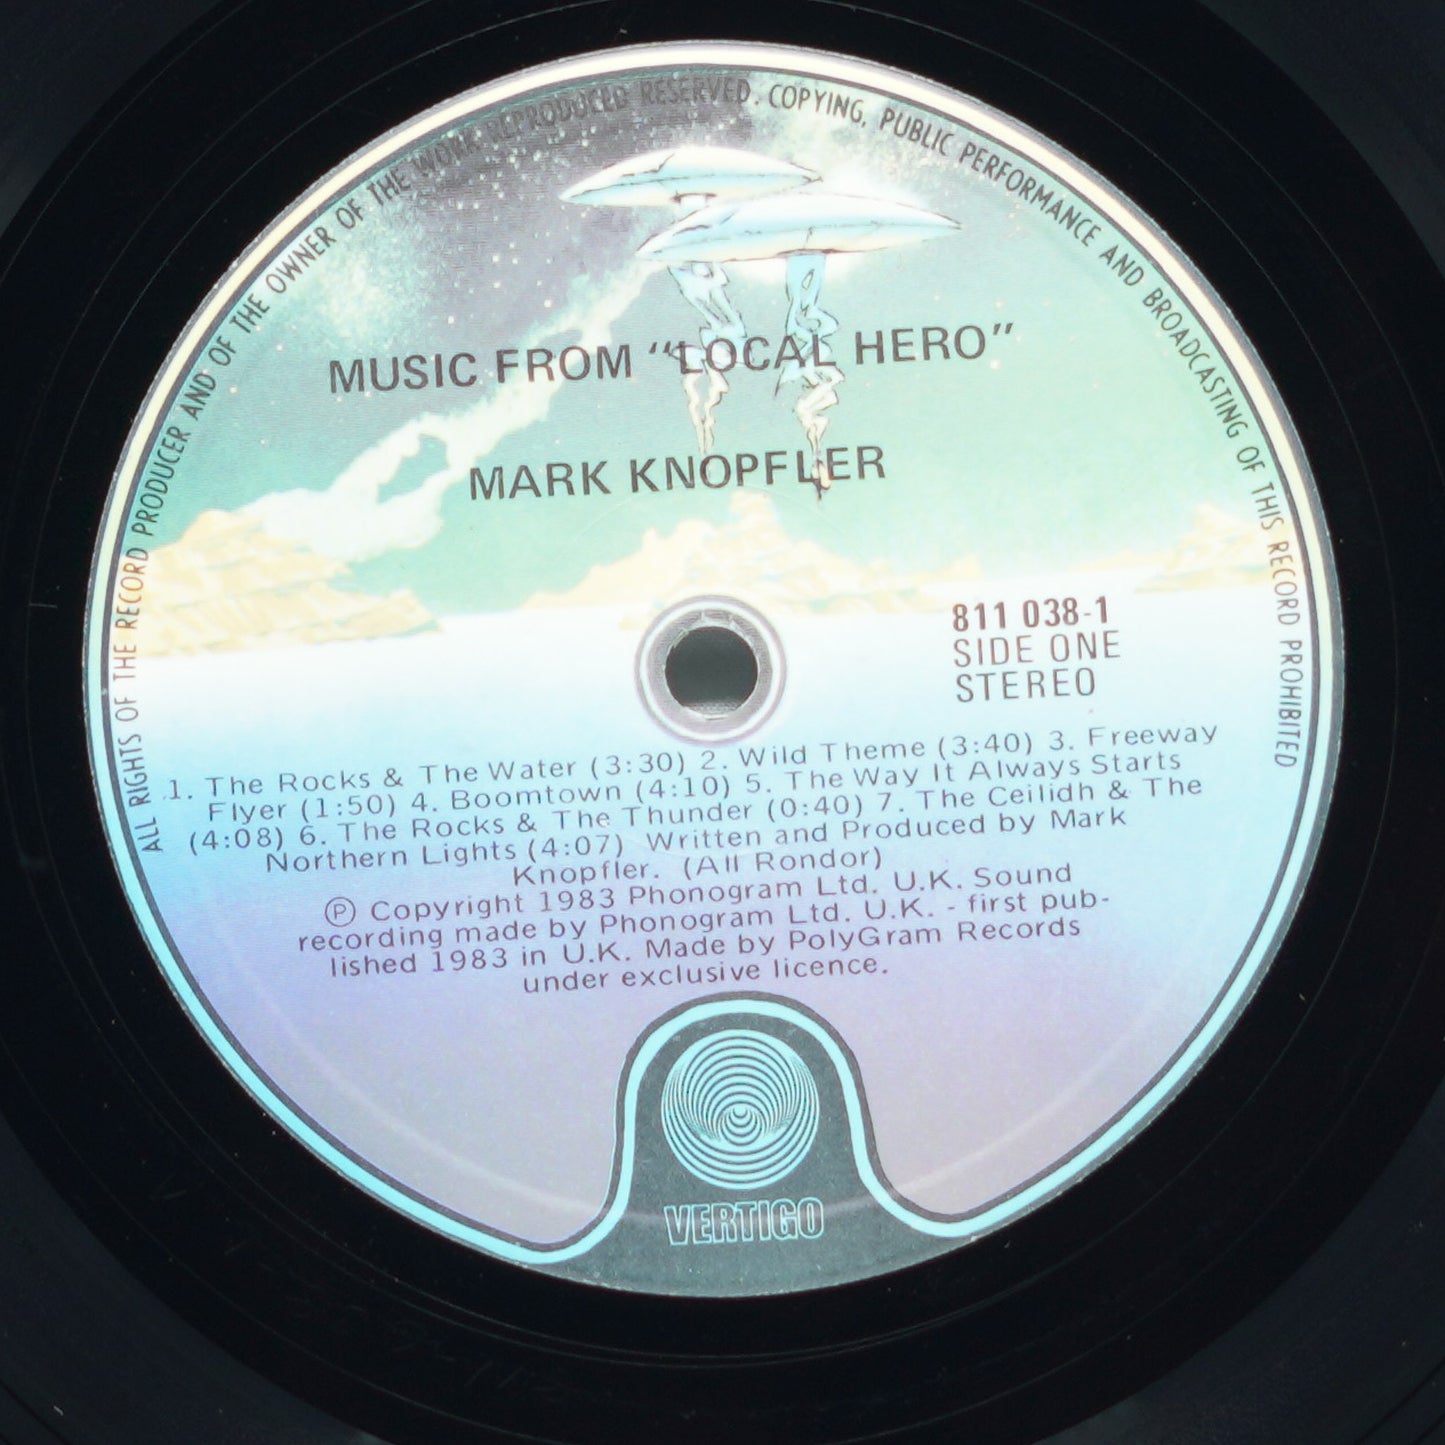 ALL RIGHTS OF THE RECORD PRODUCER AND OF THE OWNER OF THE WORK REPRODUCED RESERVED. COPYING, PUBLIC PERFORMANCE AND BROADCASTING OF THIS RECORD PROHIBITED
MUSIC FROM "LOCAL HERO"
MARK KNOPFLER
811 038-1
SIDE ONE
STEREO
1. The Rocks & The Water (3:30) 2. Wild Theme (3:40) 3. Freeway
Flyer (1:50) 4. Boomtown (4:10) 5. The Way It Always Starts
(4:08) 6. The Rocks & The Thunder (0:40) 7. The Ceilidh & The
Northern Lights (4:07) Written and Produced by Mark
Knopfler. (All Rondor)
Ⓟ Copyright 1983 Phonogram Ltd. U.K. Sound
recording made by Phonogram Ltd. U.K. - first pub-
lished 1983 in U.K. Made by PolyGram Records
under exclusive licence.
VERTIGO